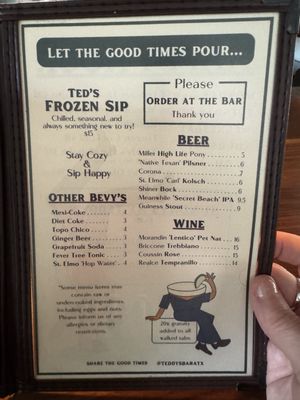 LET THE GOOD TIMES POUR...
TED'S
FROZEN SIP
Chilled, seasonal, and
always something new to try!
$15
Stay Cozy
&
Sip Happy
OTHER BEVY'S
Mexi-Coke ....... 4
Diet Coke ....... 3
Topo Chico ....... 4
Ginger Beer ....... 3
Grapefruit Soda ....... 3
Fever Tree Tonic ....... 3
St. Elmo 'Hop Water' . 4
*Some menu items may
contain raw or
undercooked ingredients,
including eggs and nuts.
Please inform us of any
allergies or dietary
restrictions.
Please
ORDER AT THE BAR
Thank you
BEER
Miller High Life Pony ....... 5
"Native Texan" Pilsner ....... 6
Corona ....... 7
St. Elmo 'Carl' Kolsch ....... 6
Shiner Bock ....... 6
Meanwhile 'Secret Beach' IPA 9.5
Guinness Stout ....... 9
WINE
Morandin 'Lentico' Pet Nat ... 16
Briccone Trebbiano ....... 15
Coussin Rose ....... 15
Realce Tempranillo ....... 14
20% gratuity
added to all
walked tabs.
SHARE THE GOOD TIMES @TEDDYSBARATX